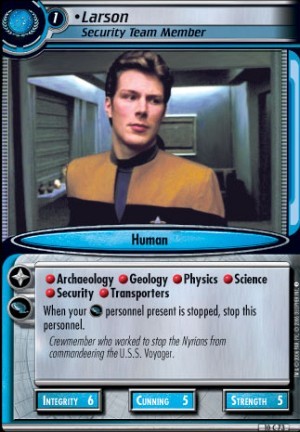 1 •Larson
Security Team Member
Human
Archaeology Geology Physics Science
Security Transporters
When your personnel present is stopped, stop this
personnel.
Crewmember who worked to stop the Nyrians from
commandeering the U.S.S. Voyager.
INTEGRITY 6 CUNNING 5 STRENGTH 5